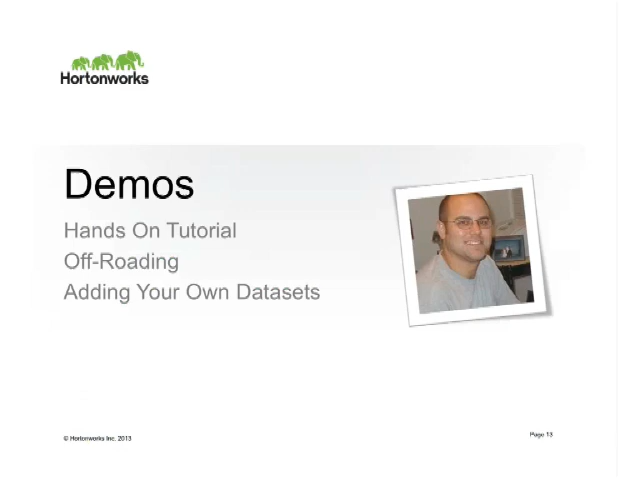 Hortonworks
Demos
Hands On Tutorial
Off-Roading
Adding Your Own Datasets
© Hortonworks Inc. 2013
Page 13